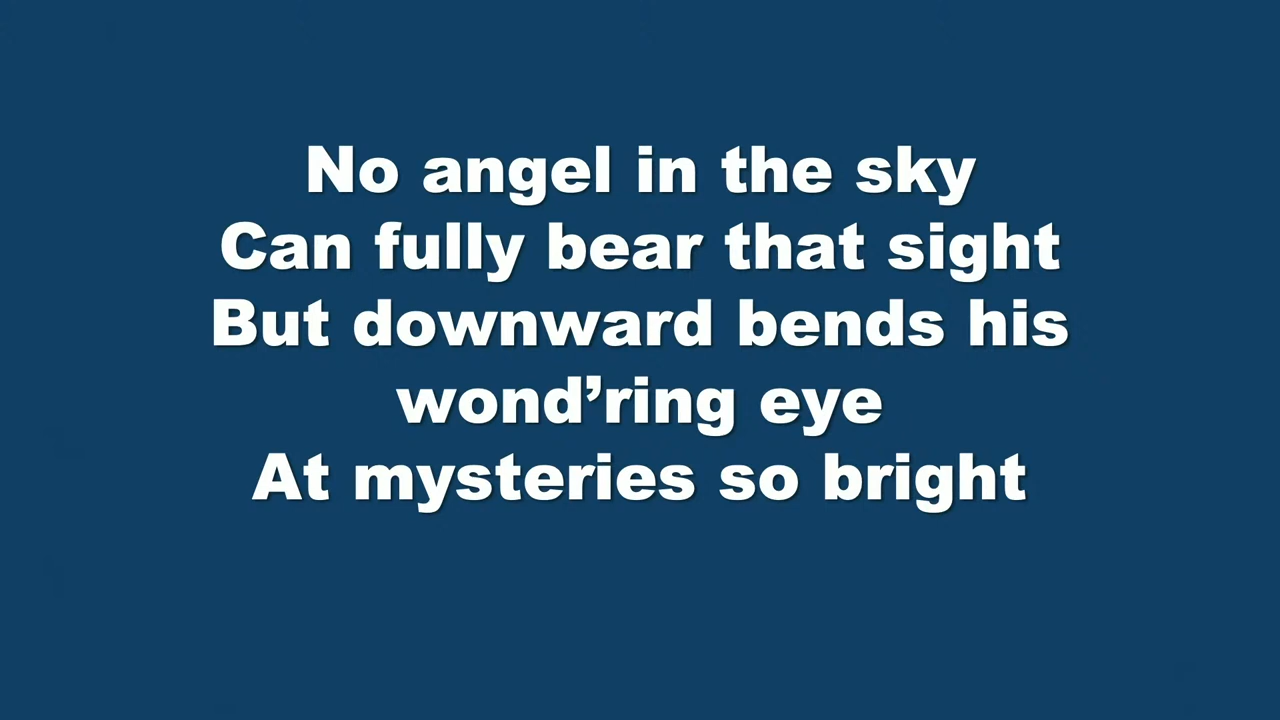 No angel in the sky
Can fully bear that sight
But downward bends his
wond’ring eye
At mysteries so bright